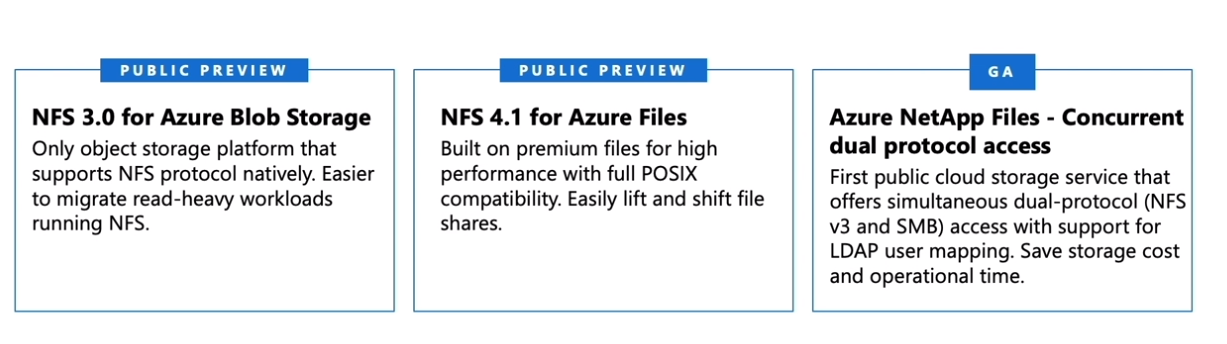 PUBLIC PREVIEW
NFS 3.0 for Azure Blob Storage
Only object storage platform that
supports NFS protocol natively. Easier
to migrate read-heavy workloads
running NFS.
PUBLIC PREVIEW
NFS 4.1 for Azure Files
Built on premium files for high
performance with full POSIX
compatibility. Easily lift and shift file
shares.
GA
Azure NetApp Files - Concurrent
dual protocol access
First public cloud storage service that
offers simultaneous dual-protocol (NFS
v3 and SMB) access with support for
LDAP user mapping. Save storage cost
and operational time.